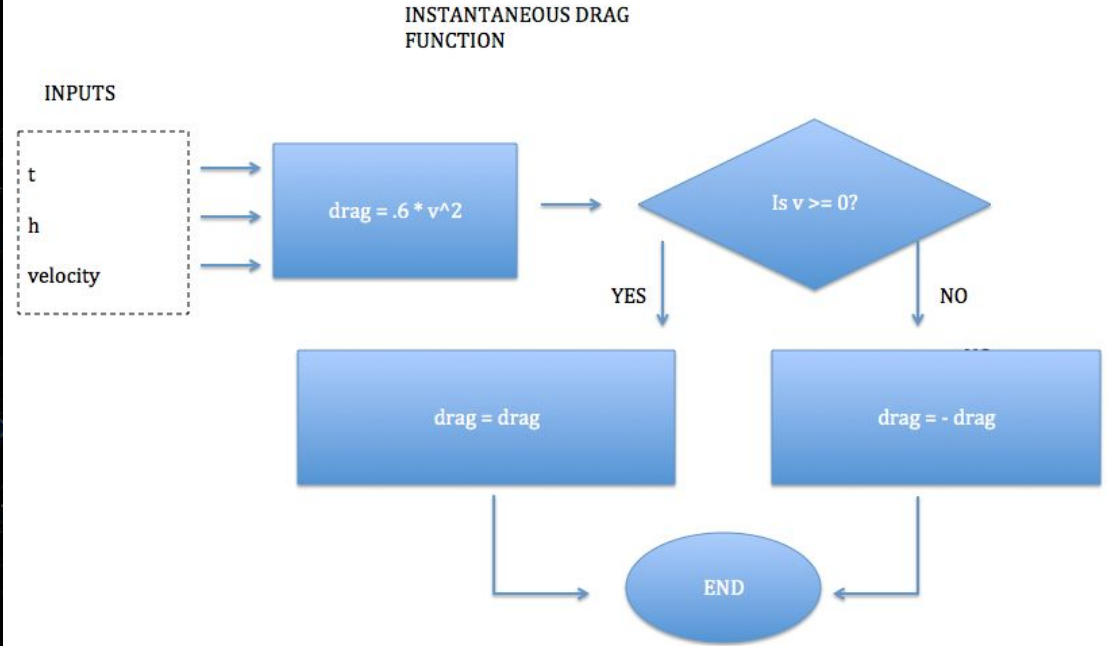 INSTANTANEOUS DRAG
FUNCTION
INPUTS
t
h
velocity
drag = .6 * v^2
Is v >= 0?
YES
NO
drag = drag
drag = - drag
END